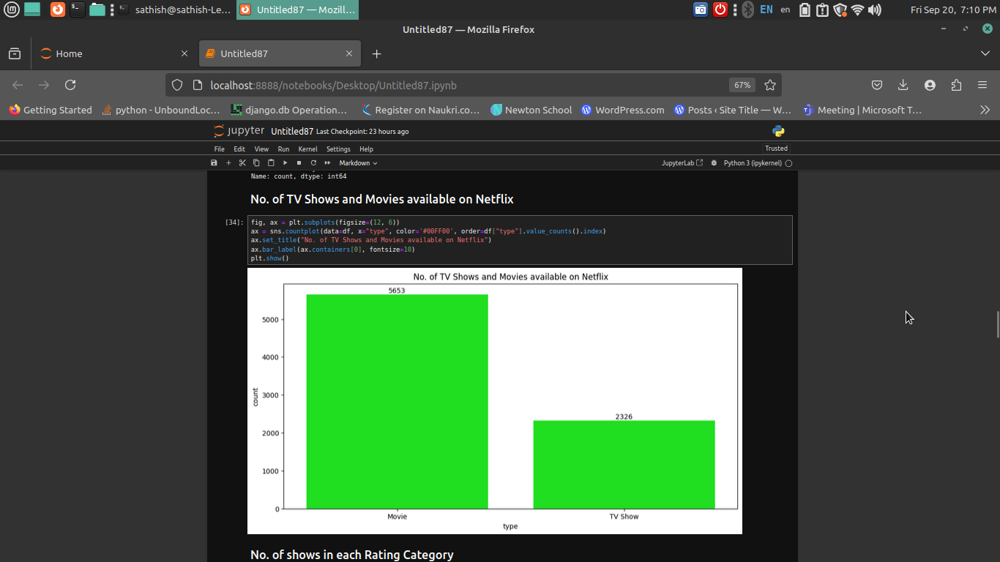 sathish@sathish-Le...
Untitled87 — Mozill...
EN
en
Fri Sep 20, 7:10 PM
Untitled87 — Mozilla Firefox
Home
Untitled87
localhost:8888/notebooks/Desktop/Untitled87.ipynb
67%
Getting Started
python - UnboundLoc...
django.db Operation...
Register on Naukri.co...
Newton School
WordPress.com
Posts ‹ Site Title — W...
Meeting | Microsoft T...
jupyter
Untitled87 Last Checkpoint: 23 hours ago
File Edit View Run Kernel Settings Help
Trusted
Markdown
JupyterLab
Python 3 (ipykernel)
Name: count, dtype: int64
No. of TV Shows and Movies available on Netflix
[34]:
fig, ax = plt.subplots(figsize=(12, 6))
ax = sns.countplot(data=df, x="type", color='#00FF00', order=df["type"].value_counts().index)
ax.set_title("No. of TV Shows and Movies available on Netflix")
ax.bar_label(ax.containers[0], fontsize=10)
plt.show()
No. of TV Shows and Movies available on Netflix
5653
5000
4000
3000
2326
2000
1000
0
count
Movie
TV Show
type
No. of shows in each Rating Category